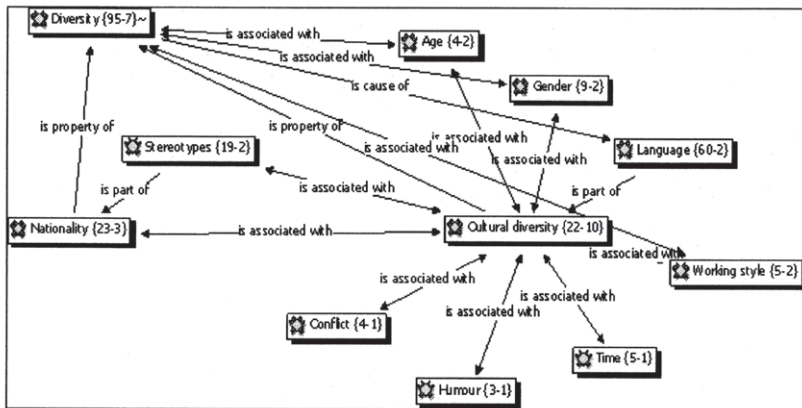 Diversity {95-7}~
is associated with
Age {4-2}
is associated with
Gender {9-2}
is cause of
is property of
Stereotypes {19-2}
is property of
is associated with
is associated with
is associated with
Language {60-2}
is part of
is associated with
is part of
Nationality {23-3}
is associated with
Cultural diversity {22-10}
is associated with
Working style {5-2}
is associated with
is associated with
is associated with
Conflict {4-1}
Time {5-1}
Humour {3-1}